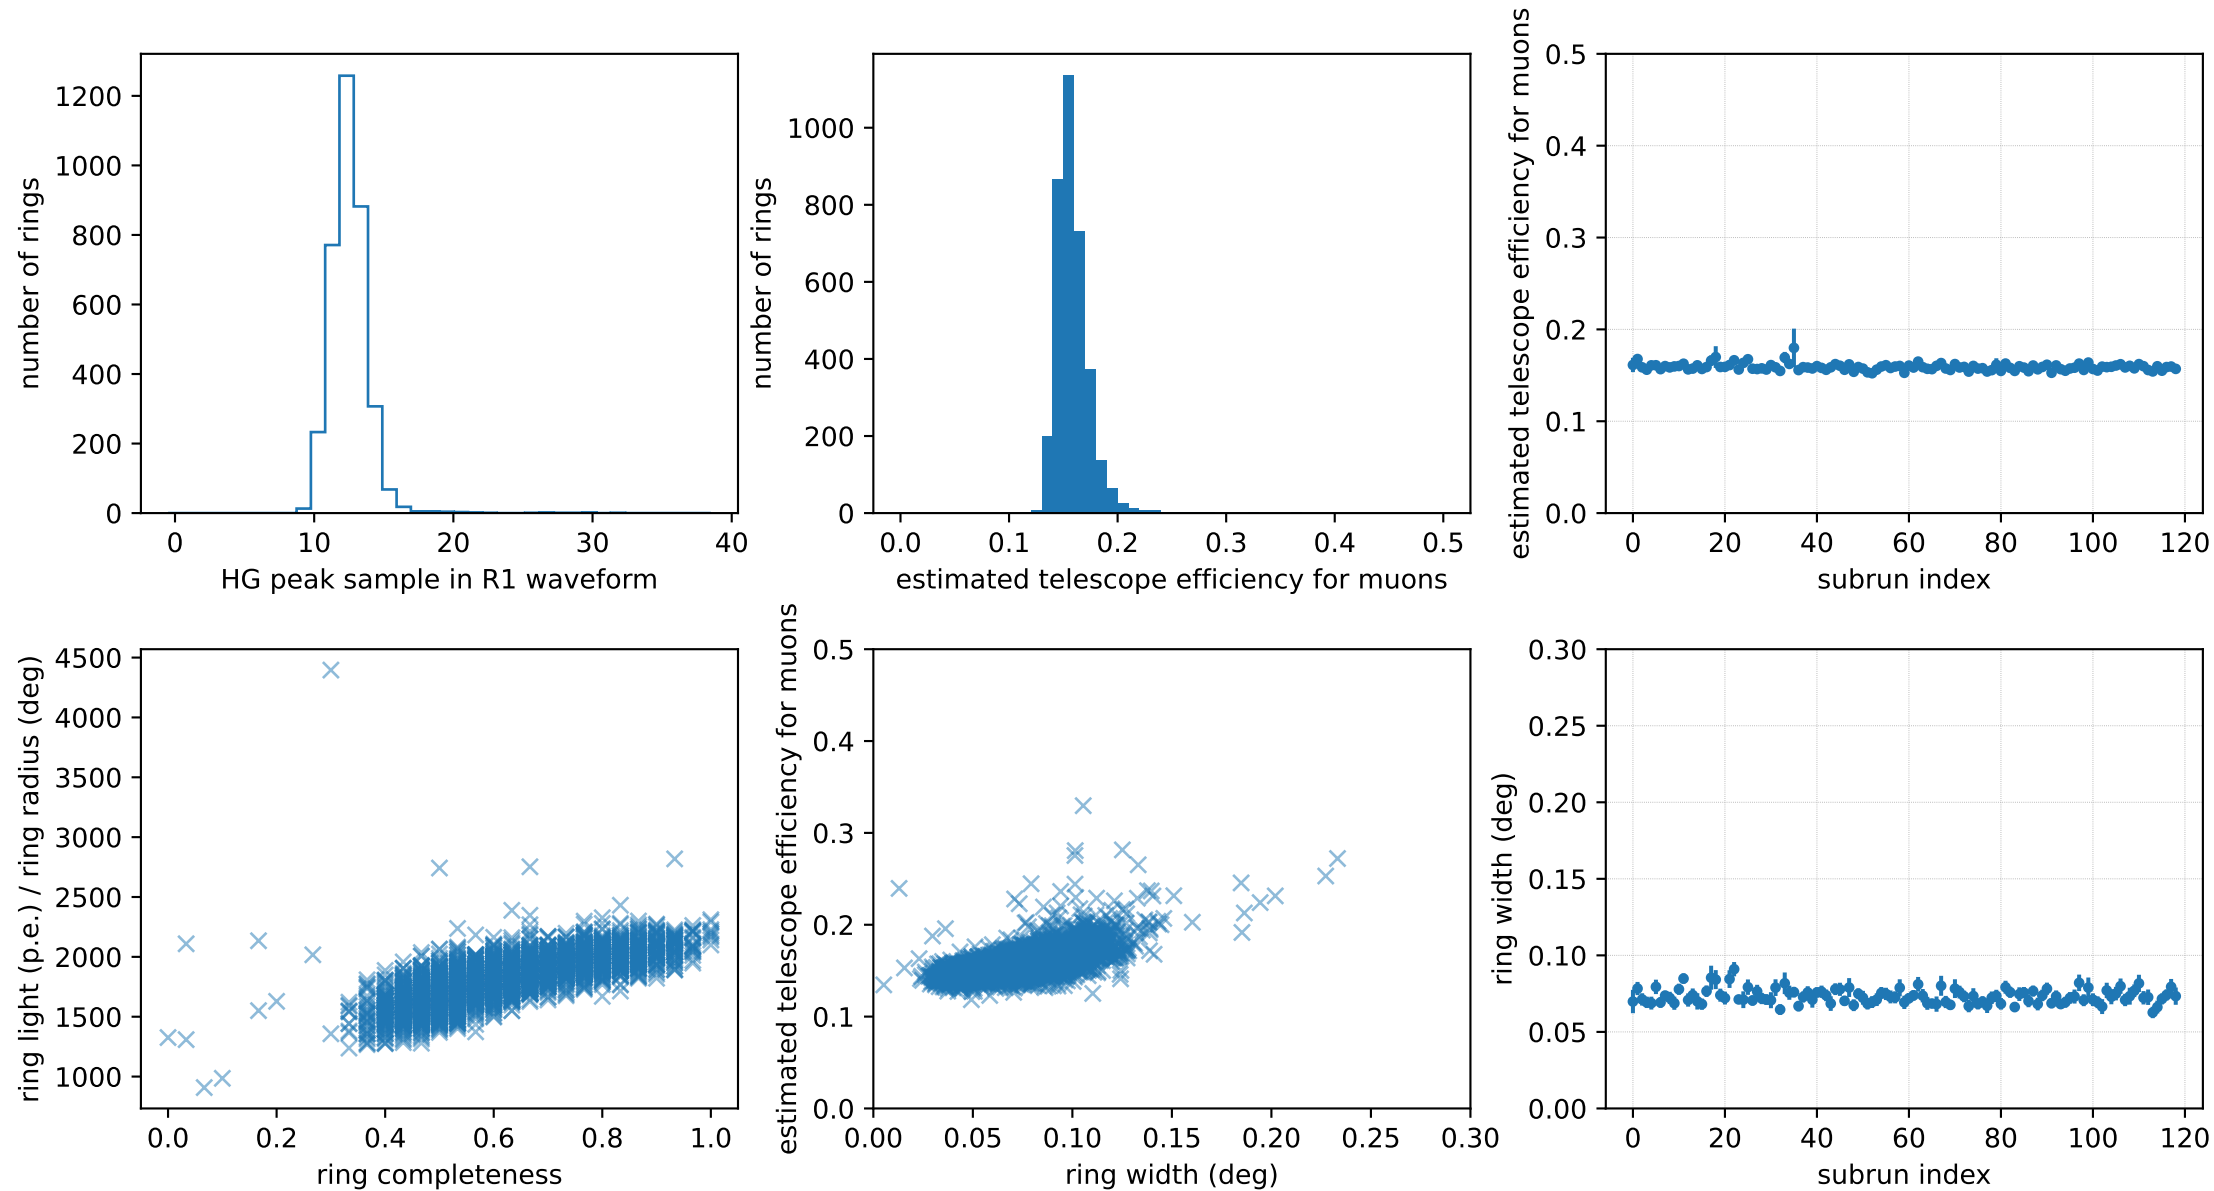 number of rings
1200
1000
800
600
400
200
0
0 10 20 30 40
HG peak sample in R1 waveform
number of rings
1000
800
600
400
200
0
0.0 0.1 0.2 0.3 0.4 0.5
estimated telescope efficiency for muons
estimated telescope efficiency for muons
0.5
0.4
0.3
0.2
0.1
0.0
0 20 40 60 80 100 120
subrun index
ring light (p.e.) / ring radius (deg)
4500
4000
3500
3000
2500
2000
1500
1000
0.0 0.2 0.4 0.6 0.8 1.0
ring completeness
estimated telescope efficiency for muons
0.5
0.4
0.3
0.2
0.1
0.0
0.00 0.05 0.10 0.15 0.20 0.25 0.30
ring width (deg)
ring width (deg)
0.30
0.25
0.20
0.15
0.10
0.05
0.00
0 20 40 60 80 100 120
subrun index